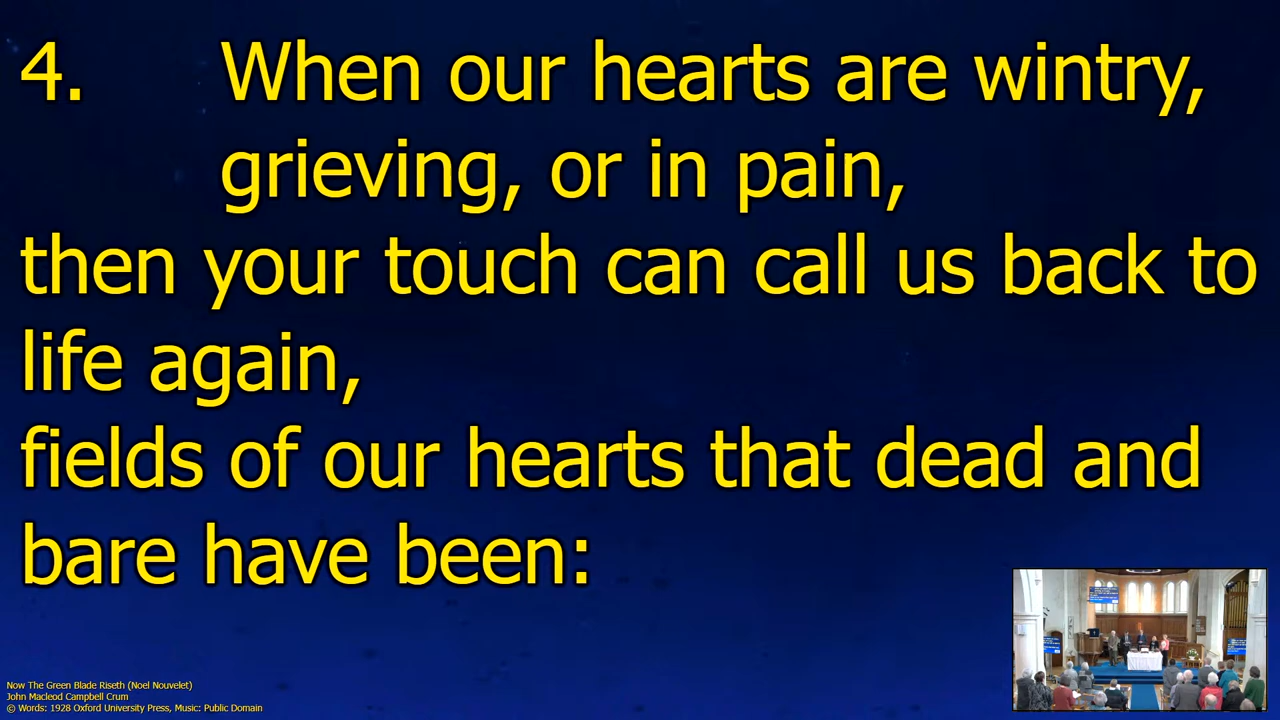 4. When our hearts are wintry,
grieving, or in pain,
then your touch can call us back to
life again,
fields of our hearts that dead and
bare have been:
Now The Green Blade Riseth (Noel Nouvelet)
John Macleod Campbell Crum
© Words: 1928 Oxford University Press, Music: Public Domain